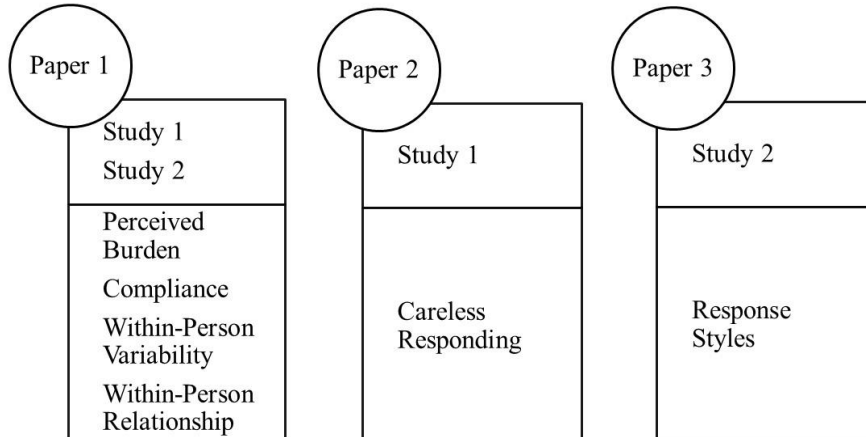 Paper 1
Study 1
Study 2
Perceived
Burden
Compliance
Within-Person
Variability
Within-Person
Relationship
Paper 2
Study 1
Careless
Responding
Paper 3
Study 2
Response
Styles